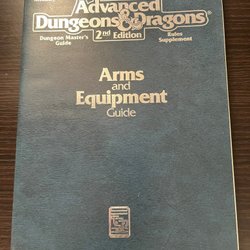 Advanced
Dungeons & Dragons®
Dungeon Master's
Guide
2nd Edition
Rules
Supplement
Arms
and
Equipment
Guide